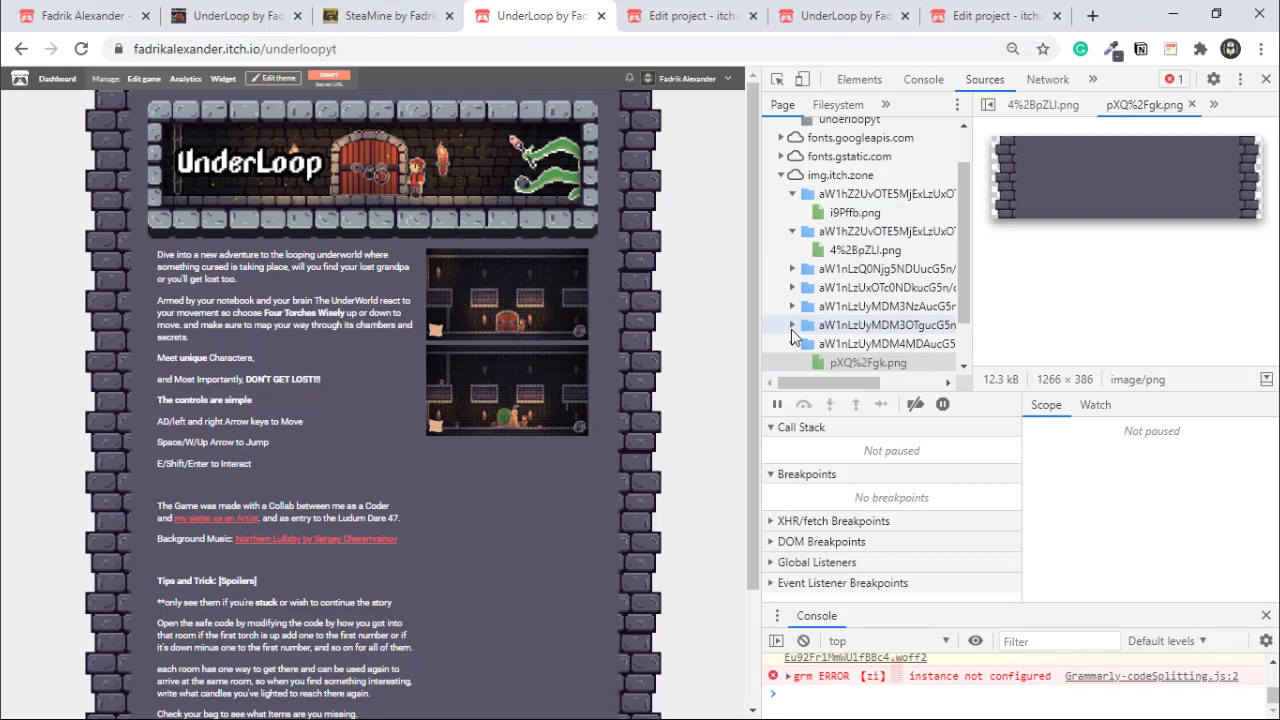 Fadrik Alexander -
UnderLoop by Fad
Steamline by Fadrik
UnderLoop by Fad
Edit project - itch.i
UnderLoop by Fad
Edit project - itch.i
fadrikalexander.itch.io/underloopyt
Dashboard
Manage:
Edit game
Analytics
Widget
Edit theme
DRAFT
Secret URL
Fadrik Alexander
UnderLoop
Dive into a new adventure to the looping underworld where
something cursed is taking place, will you find your lost grandpa
or you'll get lost too.
Armed by your notebook and your brain The UnderWorld react to
your movement so choose Four Torches Wisely up or down to
move. and make sure to map your way through its chambers and
secrets.
Meet unique Characters,
and Most Importantly, DON'T GET LOST!!!
The controls are simple
AD/left and right Arrow keys to Move
Space/W/Up Arrow to Jump
E/Shift/Enter to Interact
The Game was made with a Collab between me as a Coder
and my sister as an Artist. and as entry to the Ludum Dare 47.
Background Music: Northern Lullaby by Sergey Cheremisinov
Tips and Trick: [Spoilers]
**only see them if you're stuck or wish to continue the story
Open the safe code by modifying the code by how you got into
that room if the first torch is up add one to the first number or if
it's down minus one to the first number, and so on for all of them.
each room has one way to get there and can be used again to
arrive at the same room, so when you find something interesting,
write what candles you've lighted to reach there again.
Check your bag to see what Items are you missing.
Elements
Console
Sources
Network
1
Page
Filesystem
4%2BpZLl.png
pXQ%2Fgk.png
underloopyt
fonts.googleapis.com
fonts.gstatic.com
img.itch.zone
aW1hZ2UvOTE5MjExLzUxO
i9Pffb.png
aW1hZ2UvOTE5MjExLzUxO
4%2BpZLl.png
aW1nLzQ0Njg5NDUucG5n/
aW1nLzUxOTc0NDUucG5n/
aW1nLzUyMDM3NzAucG5n
aW1nLzUyMDM3OTgucG5n
aW1nLzUyMDM4MDAucG5
pXQ%2Fgk.png
12.3 kB
1266 × 386
image/png
Scope
Watch
Not paused
Call Stack
Not paused
Breakpoints
No breakpoints
XHR/fetch Breakpoints
DOM Breakpoints
Global Listeners
Event Listener Breakpoints
Console
top
Filter
Default levels